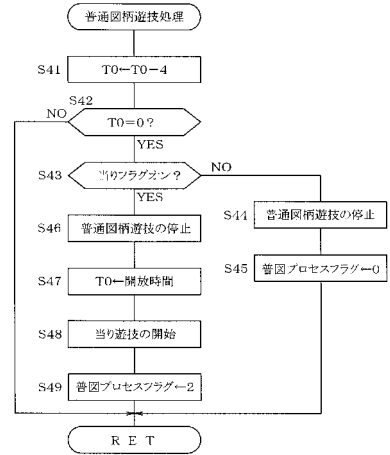 普通図柄遊技処理
S41
T0←T0−4
S42
NO
T0=0?
YES
S43
当りフラグオン?
NO
YES
S44
普通図柄遊技の停止
S46
普通図柄遊技の停止
S45
普図プロセスフラグ←0
S47
T0←開放時間
S48
当り遊技の開始
S49
普図プロセスフラグ←2
RET